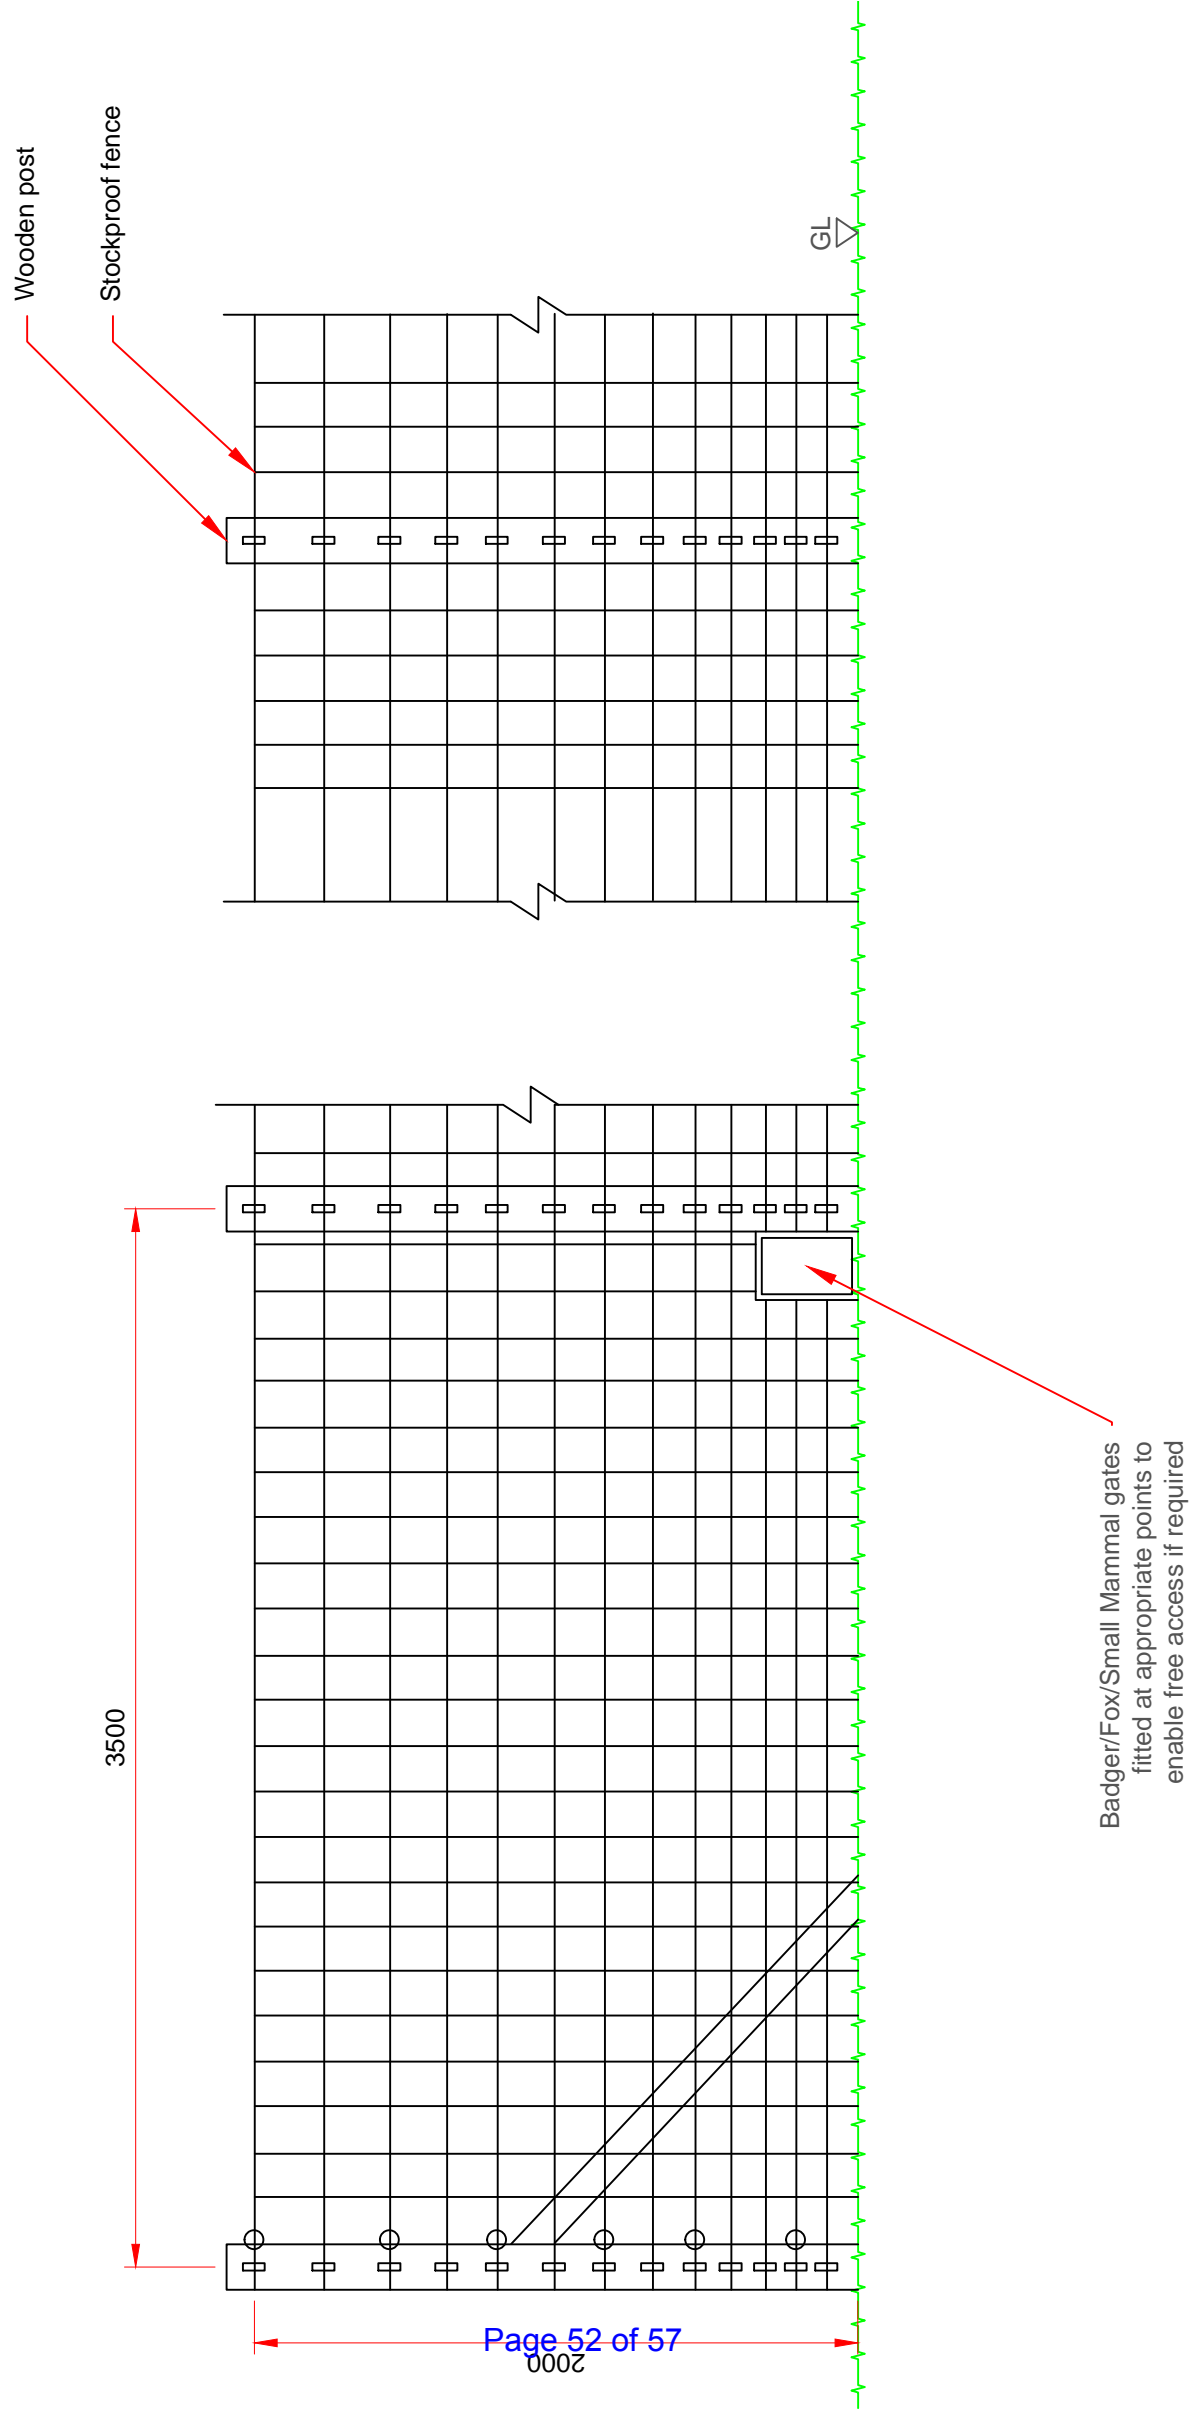 Wooden post
Stockproof fence
GL
3500
Badger/Fox/Small Mammal gates
fitted at appropriate points to
enable free access if required
2000
Page 52 of 57